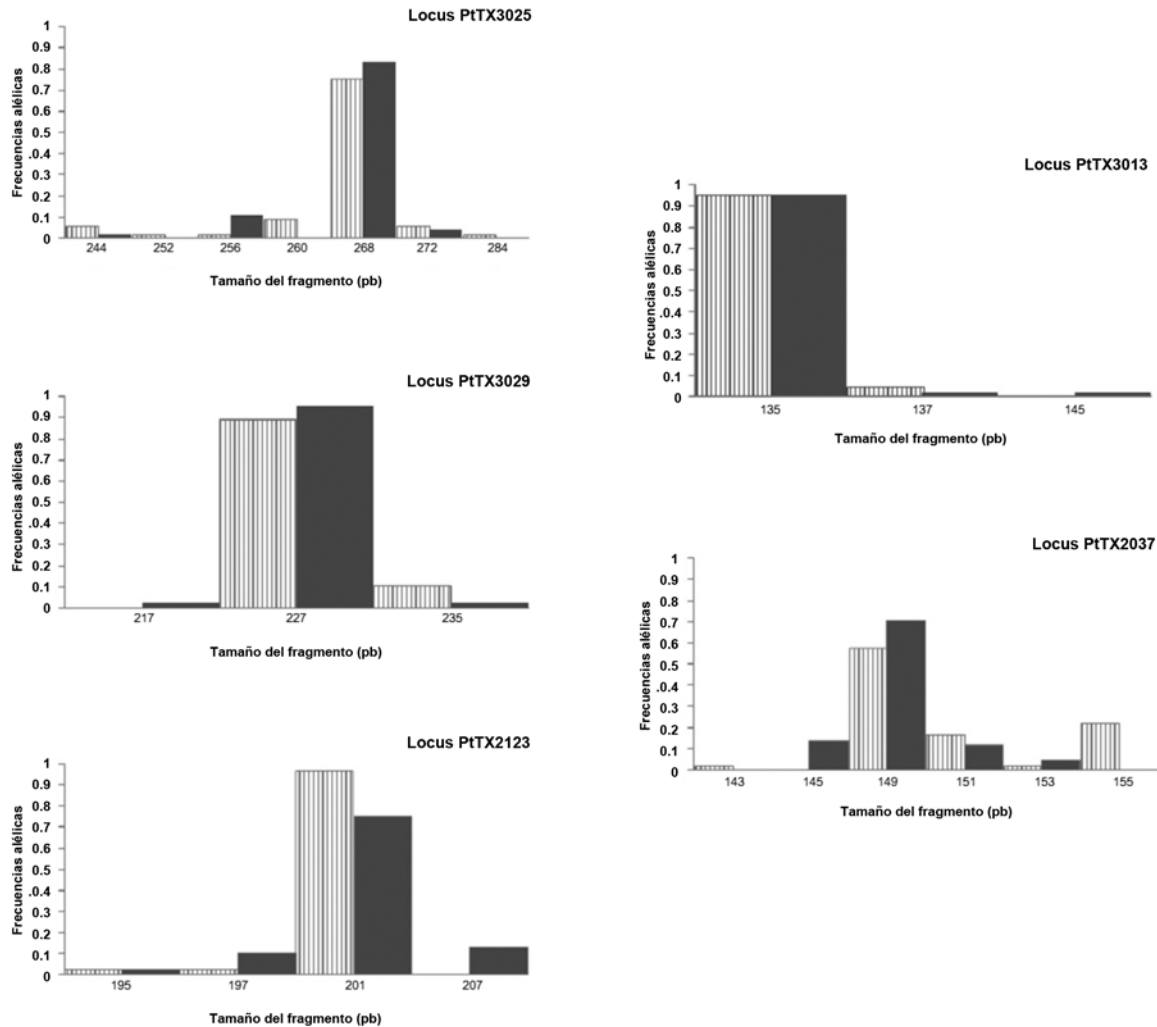 Locus PtTX3025
Frecuencias alélicas
1
0.9
0.8
0.7
0.6
0.5
.0.4
0.3
0.2
0.1
0
244 252 256 260 268 272 284
Tamaño del fragmento (pb)
Locus PtTX3029
Frecuencias alélicas
1
0.9
0.8
0.7
0.6
0.5
.0.4
0.3
0.2
0.1
0
217 227 235
Tamaño del fragmento (pb)
Locus PtTX2123
Frecuencias alélicas
1
0.9
0.8
0.7
0.6
0.5
.0.4
0.3
0.2
0.1
0
195 197 201 207
Tamaño del fragmento (pb)
Locus PtTX3013
Frecuencias alélicas
1
0.9
0.8
0.7
0.6
0.5
.0.4
0.3
0.2
0.1
0
135 137 145
Tamaño del fragmento (pb)
Locus PtTX2037
Frecuencias alélicas
1
0.9
0.8
0.7
0.6
0.5
.0.4
0.3
0.2
0.1
0
143 145 149 151 153 155
Tamaño del fragmento (pb)